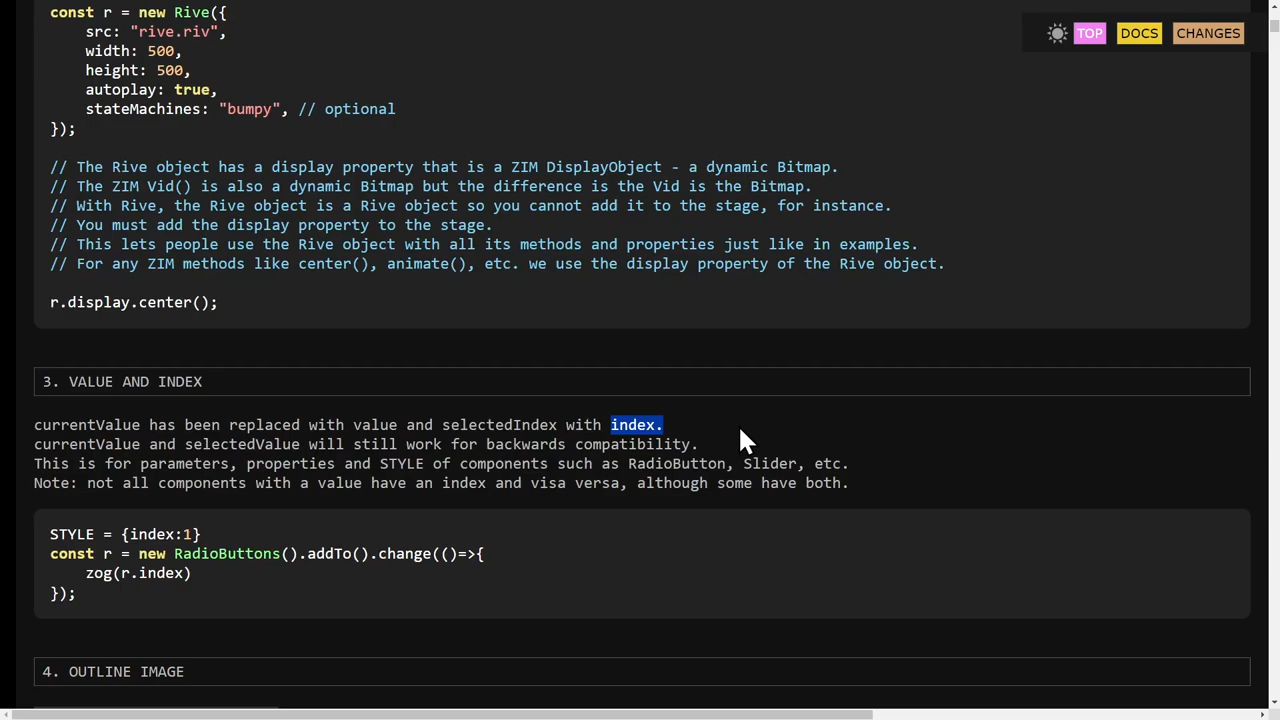 const r = new Rive({
    src: "rive.riv",
    width: 500,
    height: 500,
    autoplay: true,
    stateMachines: "bumpy", // optional
});
TOP DOCS CHANGES
// The Rive object has a display property that is a ZIM DisplayObject - a dynamic Bitmap.
// The ZIM Vid() is also a dynamic Bitmap but the difference is the Vid is the Bitmap.
// With Rive, the Rive object is a Rive object so you cannot add it to the stage, for instance.
// You must add the display property to the stage.
// This lets people use the Rive object with all its methods and properties just like in examples.
// For any ZIM methods like center(), animate(), etc. we use the display property of the Rive object.
r.display.center();
3. VALUE AND INDEX
currentValue has been replaced with value and selectedIndex with index.
currentValue and selectedValue will still work for backwards compatibility.
This is for parameters, properties and STYLE of components such as RadioButton, Slider, etc.
Note: not all components with a value have an index and visa versa, although some have both.
STYLE = {index:1}
const r = new RadioButtons().addTo().change(()=>{
    zog(r.index)
});
4. OUTLINE IMAGE